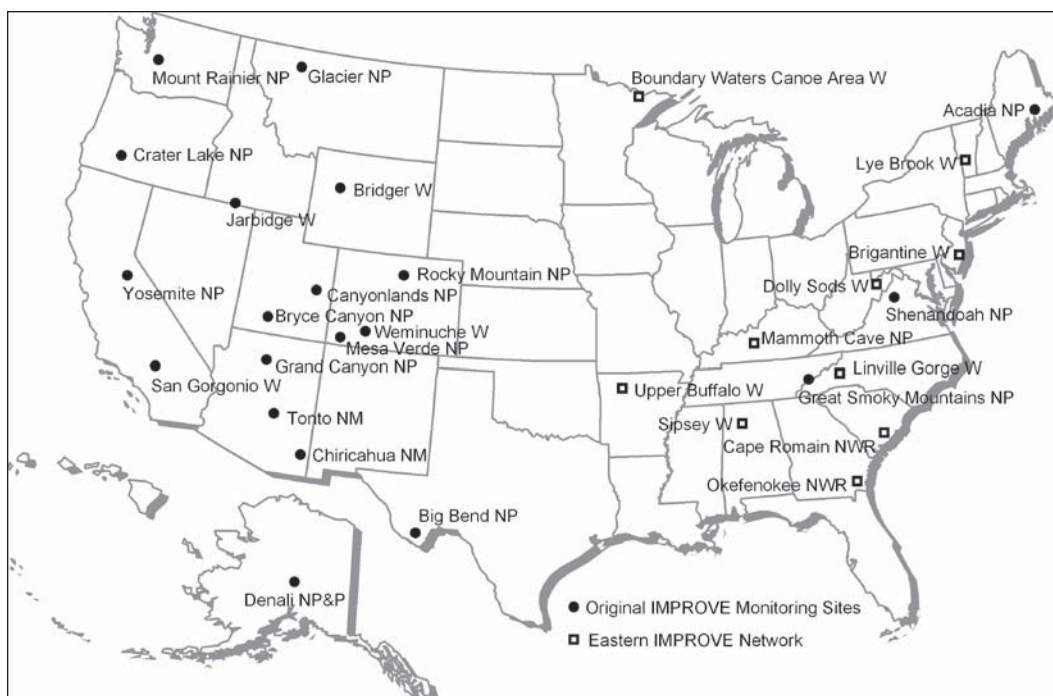 Boundary Waters Canoe Area W
Mount Rainier NP
Glacier NP
Acadia NP
Crater Lake NP
Lye Brook W
Bridger W
Jarbidge W
Brigantine W
Rocky Mountain NP
Dolly Sods W
Yosemite NP
Canyonlands NP
Shenandoah NP
Bryce Canyon NP
Weminuche W
Mammoth Cave NP
Mesa Verde NP
Grand Canyon NP
Linville Gorge W
San Gorgonio W
Upper Buffalo W
Great Smoky Mountains NP
Tonto NM
Sipsey W
Cape Romain NWR
Chiricahua NM
Okefenokee NWR
Big Bend NP
Denali NP&P
Original IMPROVE Monitoring Sites
Eastern IMPROVE Network